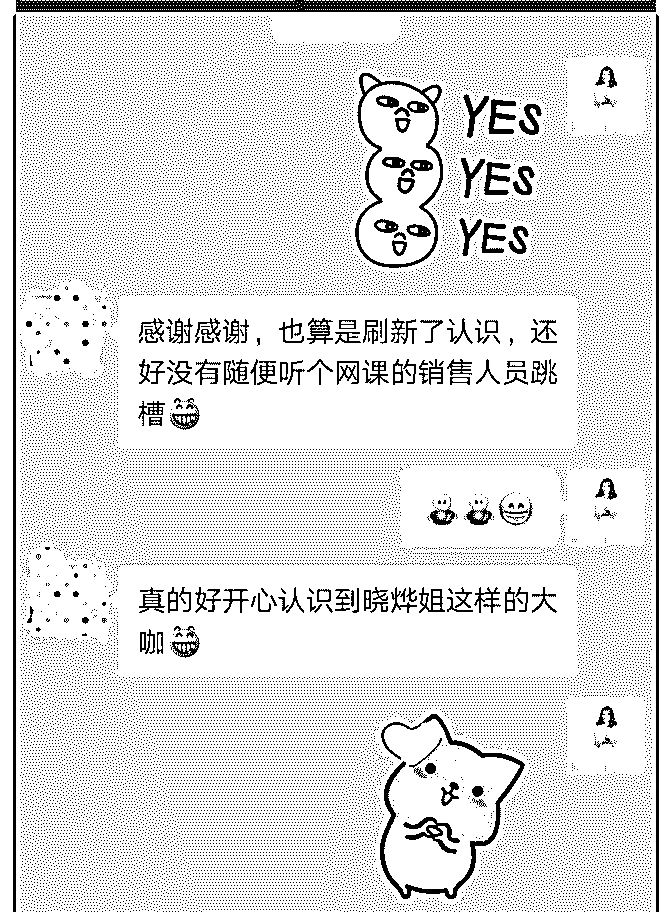 YES
YES
YES
感谢感谢，也算是刷新了认识，还
好没有随便听个网课的销售人员跳
槽😁
真的好开心认识到晓烨姐这样的大
咖😁